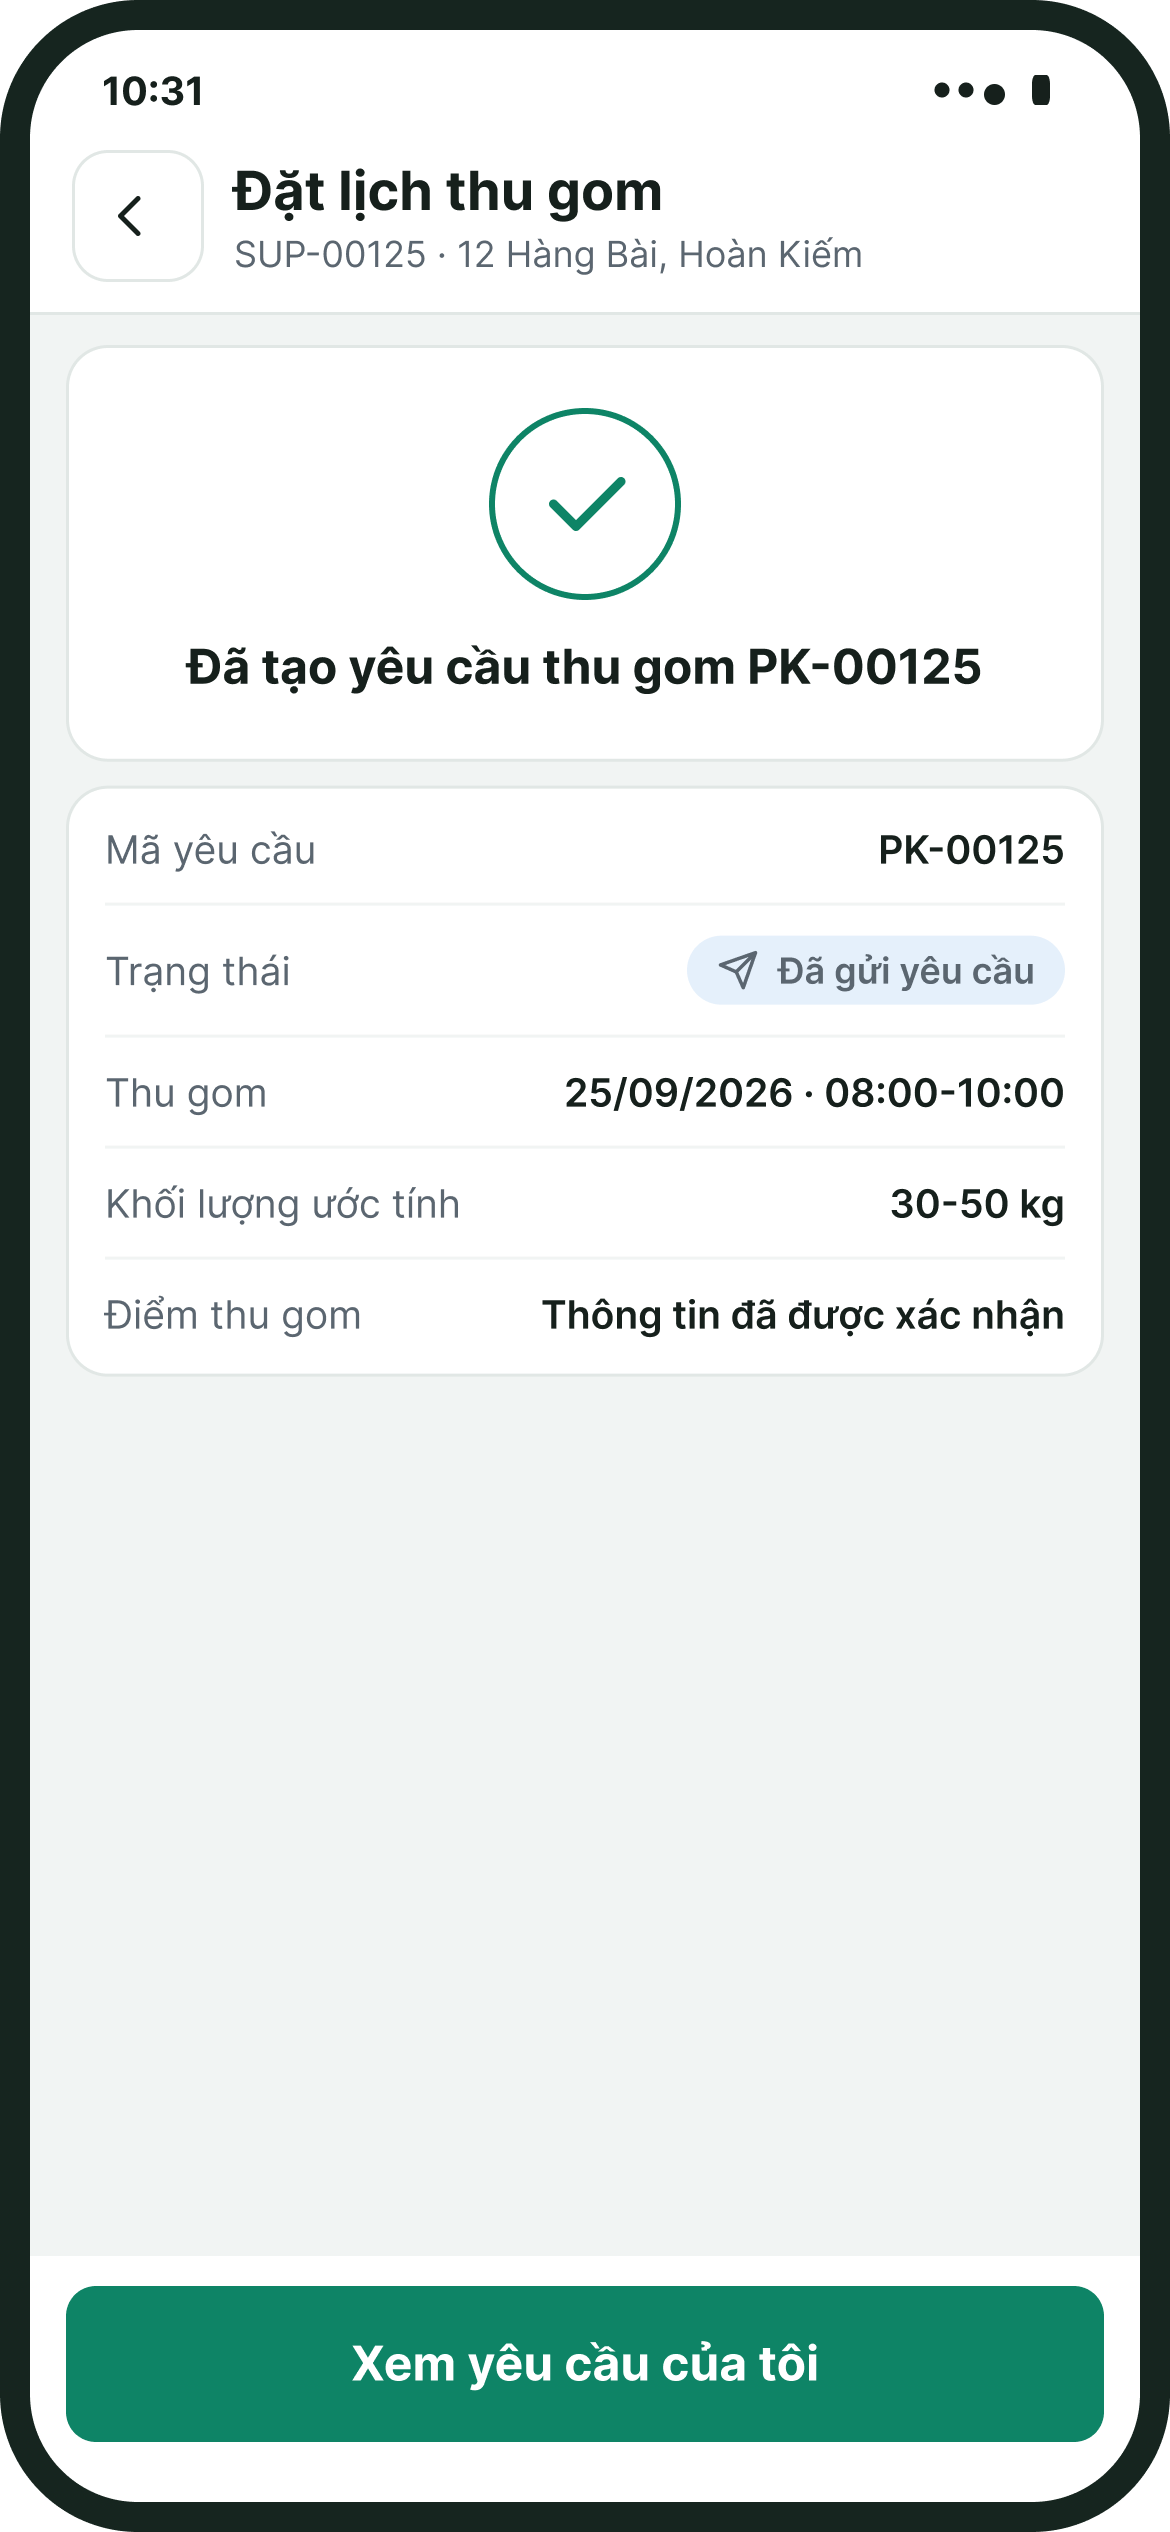 10:31
Đặt lịch thu gom
SUP-00125 · 12 Hàng Bài, Hoàn Kiếm
Đã tạo yêu cầu thu gom PK-00125
Mã yêu cầu PK-00125
Trạng thái Đã gửi yêu cầu
Thu gom 25/09/2026 · 08:00-10:00
Khối lượng ước tính 30-50 kg
Điểm thu gom Thông tin đã được xác nhận
Xem yêu cầu của tôi